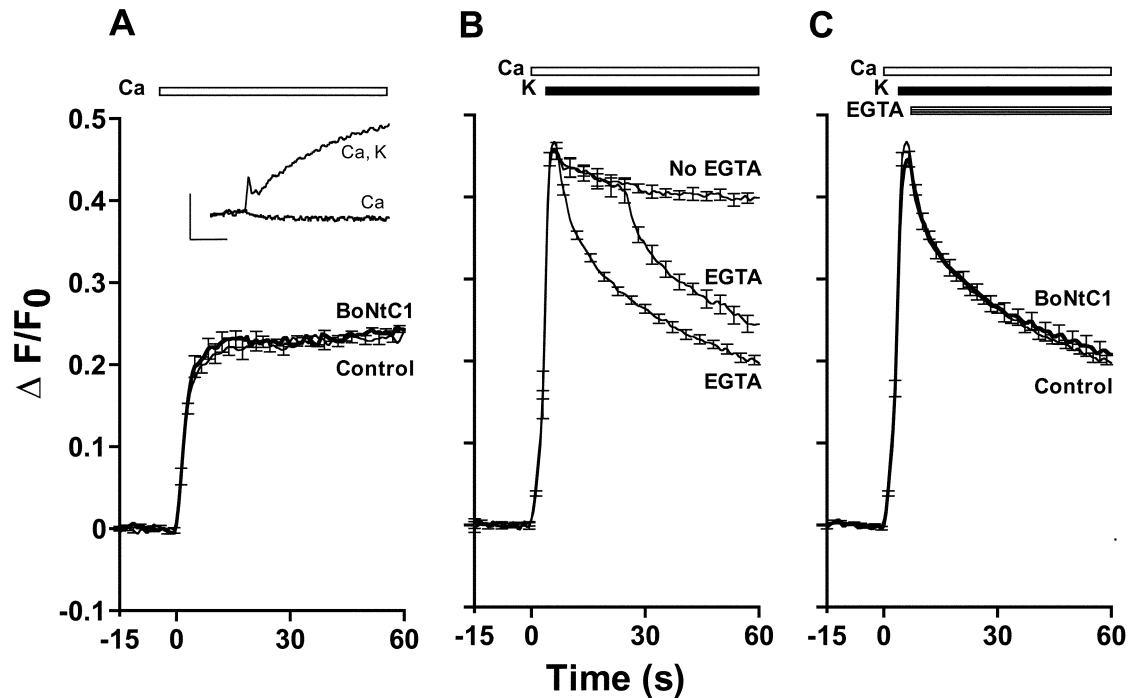 A
B
C
Ca
Ca
K
Ca
K
EGTA
0.5
0.4
0.3
0.2
0.1
0
-0.1
Δ F/F0
Ca, K
Ca
BoNtC1
Control
No EGTA
EGTA
EGTA
BoNtC1
Control
-15 0 30 60
-15 0 30 60
-15 0 30 60
Time (s)